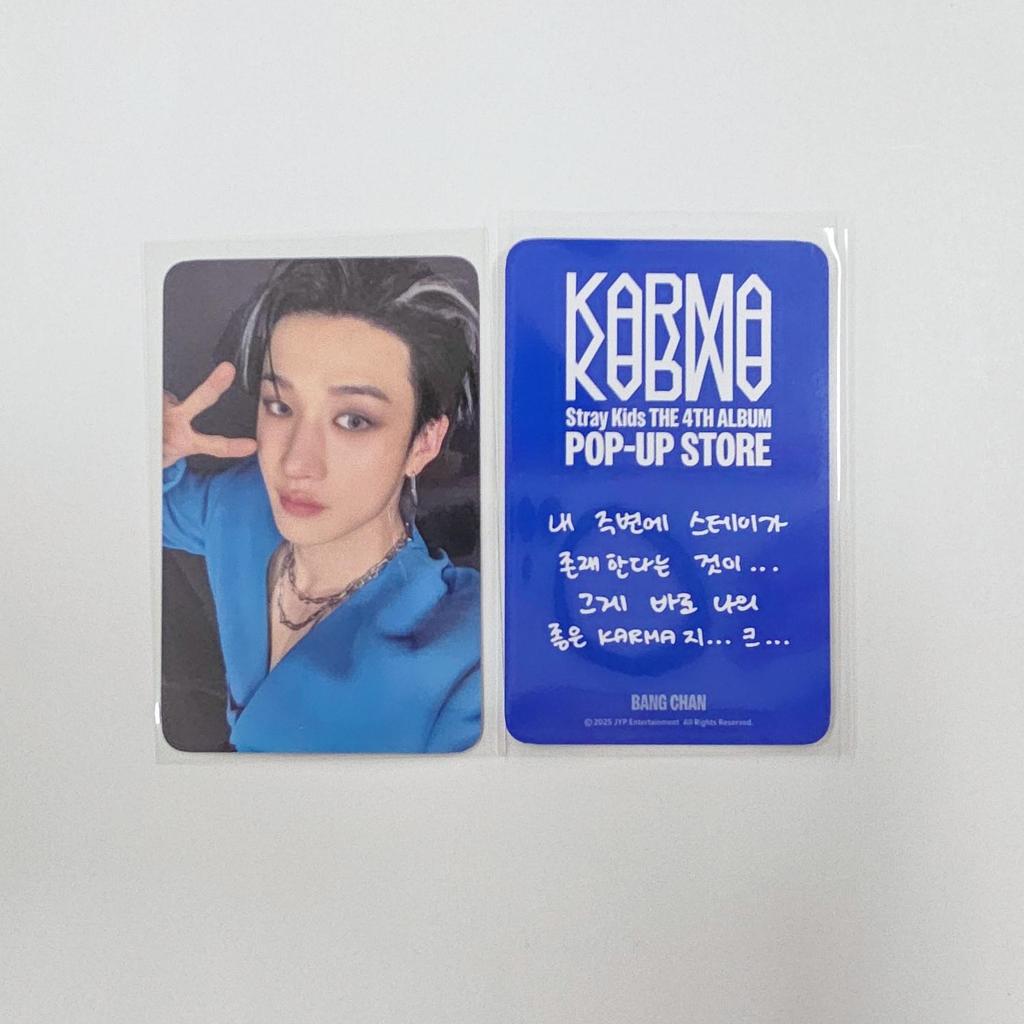 KARMA
Stray Kids THE 4TH ALBUM
POP-UP STORE
내 주변에 스테이가
존재한다는 것이...
그게 바로 나의
좋은 KARMA 지... 크...
BANG CHAN
© 2025 JYP Entertainment All Rights Reserved.